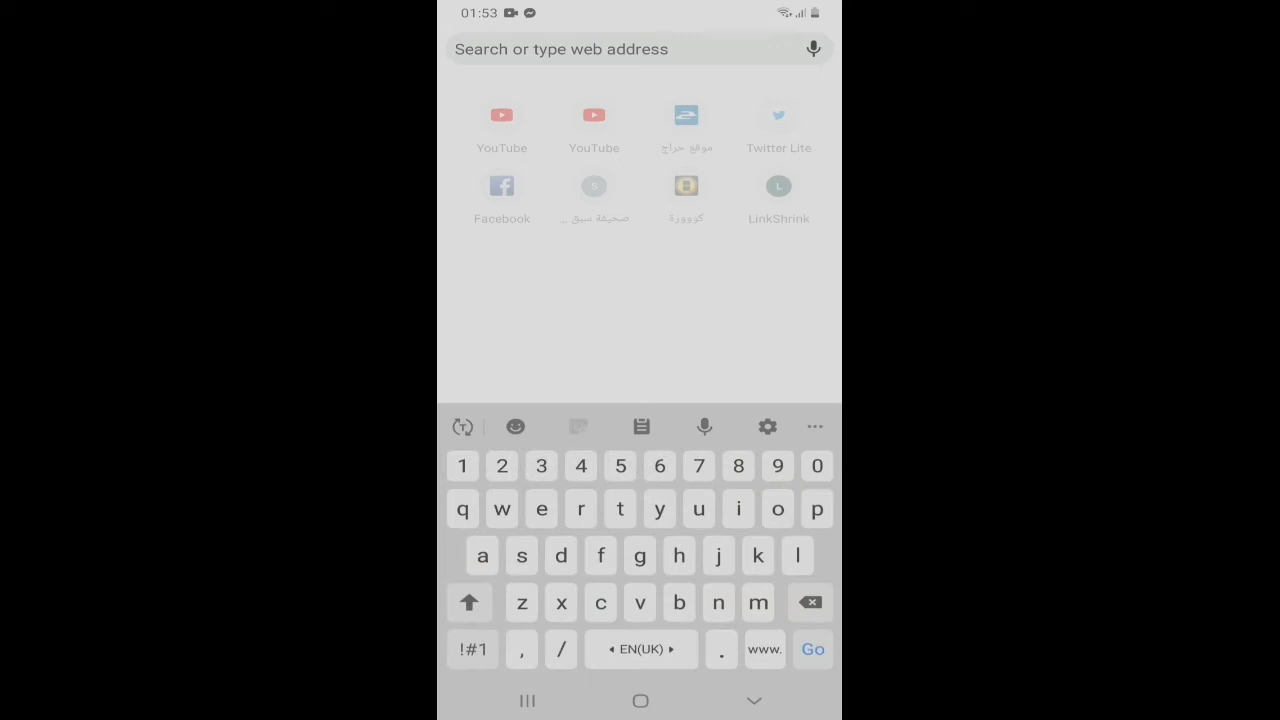 01:53
Search or type web address
YouTube YouTube موقع حراج Twitter Lite
S L
Facebook صحيفة سبق ... كووورة LinkShrink
T
1 2 3 4 5 6 7 8 9 0
q w e r t y u i o p
a s d f g h j k l
z x c v b n m
!#1 , / EN(UK) . www. Go